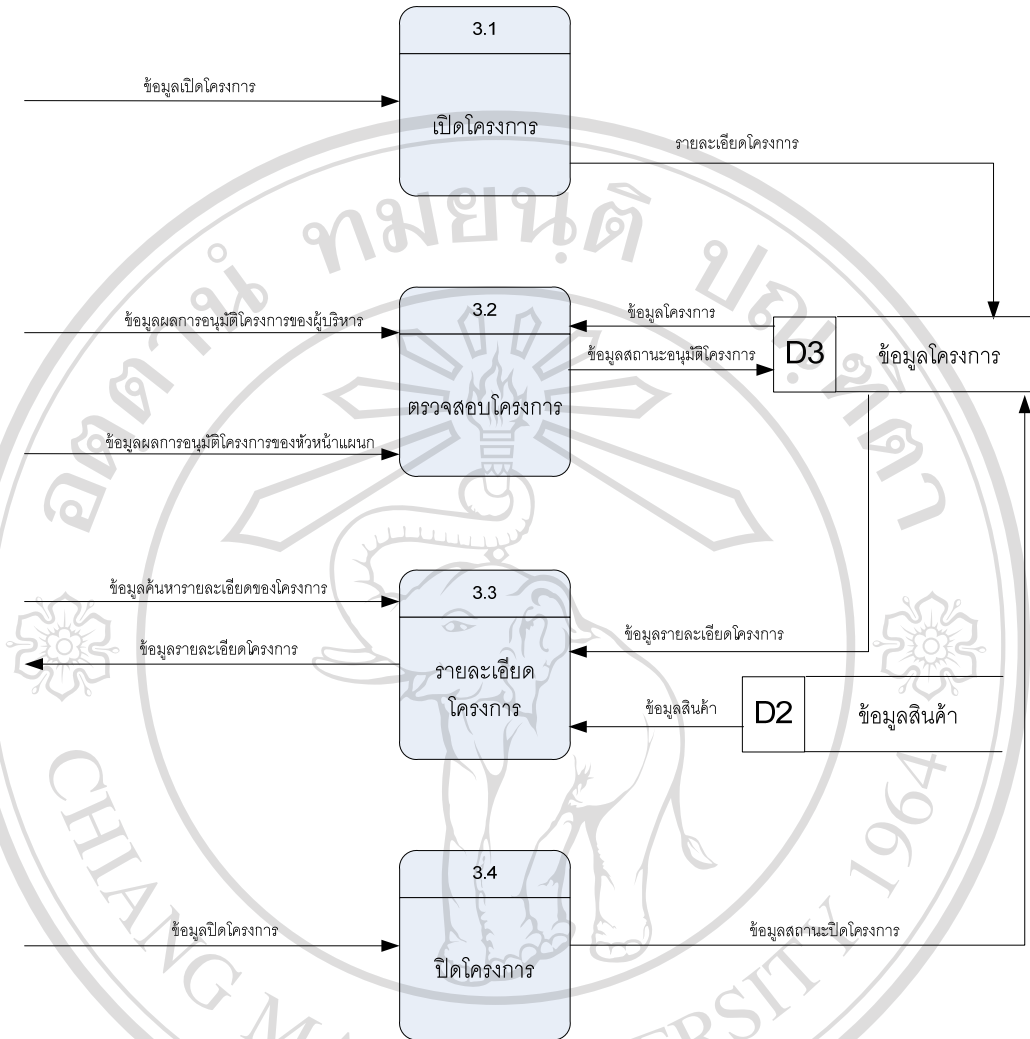 3.1
ข้อมูลเปิดโครงการ
เปิดโครงการ
รายละเอียดโครงการ
3.2
ข้อมูลผลการอนุมัติโครงการของผู้บริหาร
ข้อมูลโครงการ
ข้อมูลสถานะอนุมัติโครงการ
D3
ข้อมูลโครงการ
ตรวจสอบโครงการ
ข้อมูลผลการอนุมัติโครงการของหัวหน้าแผนก
3.3
ข้อมูลค้นหารายละเอียดของโครงการ
ข้อมูลรายละเอียดโครงการ
ข้อมูลรายละเอียดโครงการ
รายละเอียด
โครงการ
ข้อมูลสินค้า
D2
ข้อมูลสินค้า
3.4
ข้อมูลปิดโครงการ
ข้อมูลสถานะปิดโครงการ
ปิดโครงการ
อตฺตานํ ทมยนฺติ ปณฺฑิตา